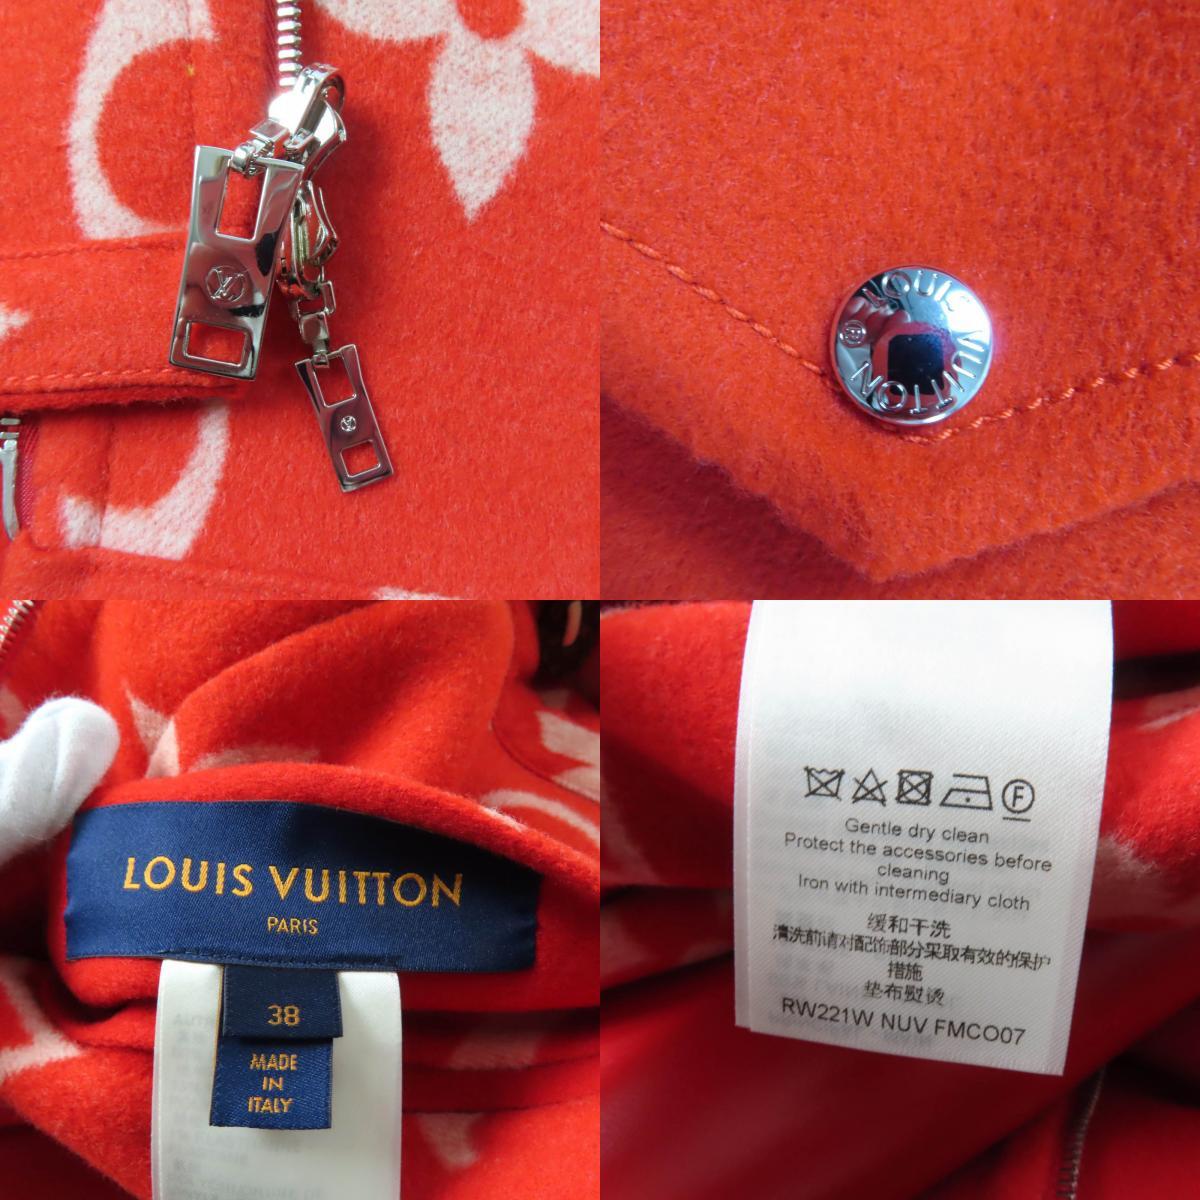 LOUIS VUITTON ®
LOUIS VUITTON
PARIS
38
MADE
IN
ITALY
F
Gentle dry clean
Protect the accessories before
cleaning
Iron with intermediary cloth
缓和干洗
清洗前请对配饰部分采取有效的保护
措施
垫布熨烫
RW221W NUV FMCO07